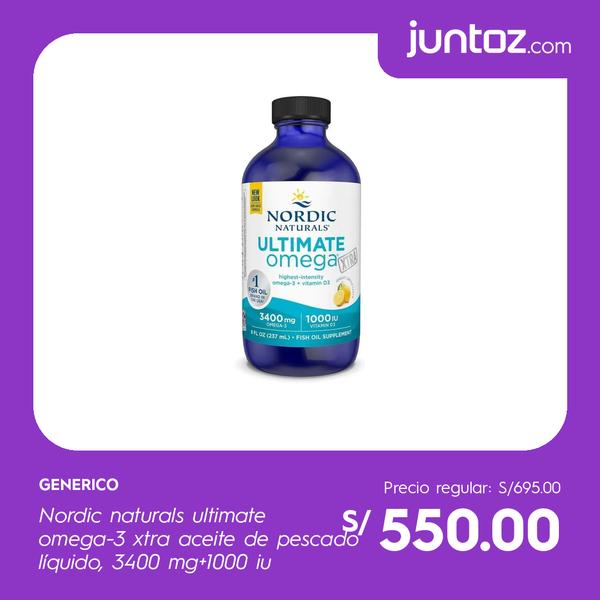 juntoz.com
NEW
LOOK
NORDIC
NATURALS®
ULTIMATE
omega
XTRA
highest-intensity
omega-3 + vitamin D3
#1
FISH OIL
3400 mg
OMEGA-3
1000 IU
VITAMIN D3
8 FL OZ (237 mL) • FISH OIL SUPPLEMENT
GENERICO
Precio regular: S/695.00
Nordic naturals ultimate
omega-3 xtra aceite de pescado
líquido, 3400 mg+1000 iu
S/ 550.00